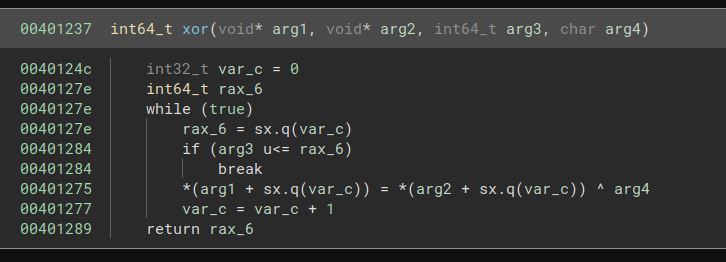 00401237 int64_t xor(void* arg1, void* arg2, int64_t arg3, char arg4)
0040124c int32_t var_c = 0
0040127e int64_t rax_6
0040127e while (true)
0040127e rax_6 = sx.q(var_c)
00401284 if (arg3 u<= rax_6)
00401284 break
00401275 *(arg1 + sx.q(var_c)) = *(arg2 + sx.q(var_c)) ^ arg4
00401277 var_c = var_c + 1
00401289 return rax_6